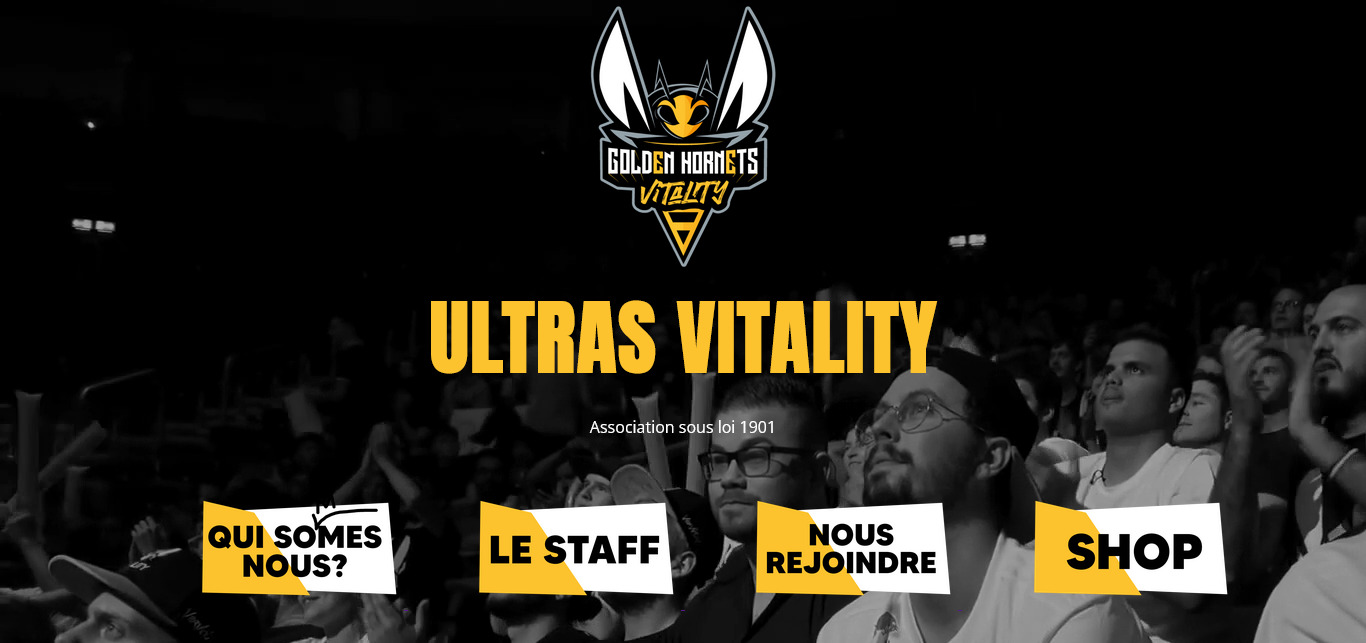 GOLDEN HORNETS
VITALITY
ULTRAS VITALITY
Association sous loi 1901
M
QUI SOMES
NOUS?
LE STAFF
NOUS
REJOINDRE
SHOP